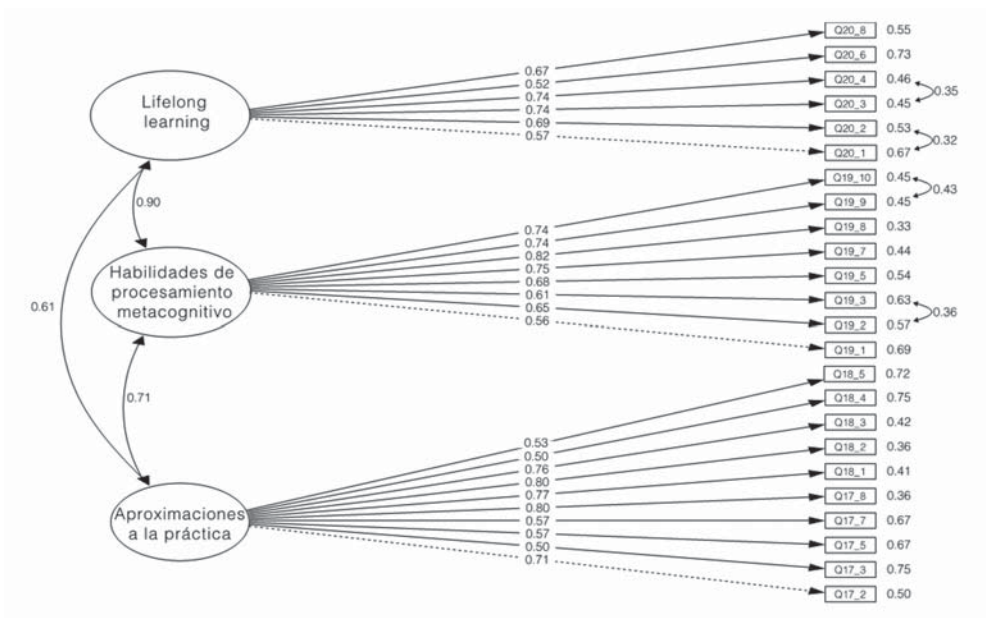 Lifelong
learning
0.67
0.52
0.74
0.74
0.69
0.57
Q20_8 0.55
Q20_6 0.73
Q20_4 0.46
Q20_3 0.45
0.35
Q20_2 0.53
Q20_1 0.67
0.32
0.90
0.61
0.71
Habilidades de
procesamiento
metacognitivo
0.74
0.74
0.82
0.75
0.68
0.61
0.65
0.56
Q19_10 0.45
Q19_9 0.45
0.43
Q19_8 0.33
Q19_7 0.44
Q19_5 0.54
Q19_3 0.63
Q19_2 0.57
0.36
Q19_1 0.69
Aproximaciones
a la práctica
0.53
0.50
0.76
0.80
0.77
0.80
0.57
0.57
0.50
0.71
Q18_5 0.72
Q18_4 0.75
Q18_3 0.42
Q18_2 0.36
Q18_1 0.41
Q17_8 0.36
Q17_7 0.67
Q17_5 0.67
Q17_3 0.75
Q17_2 0.50